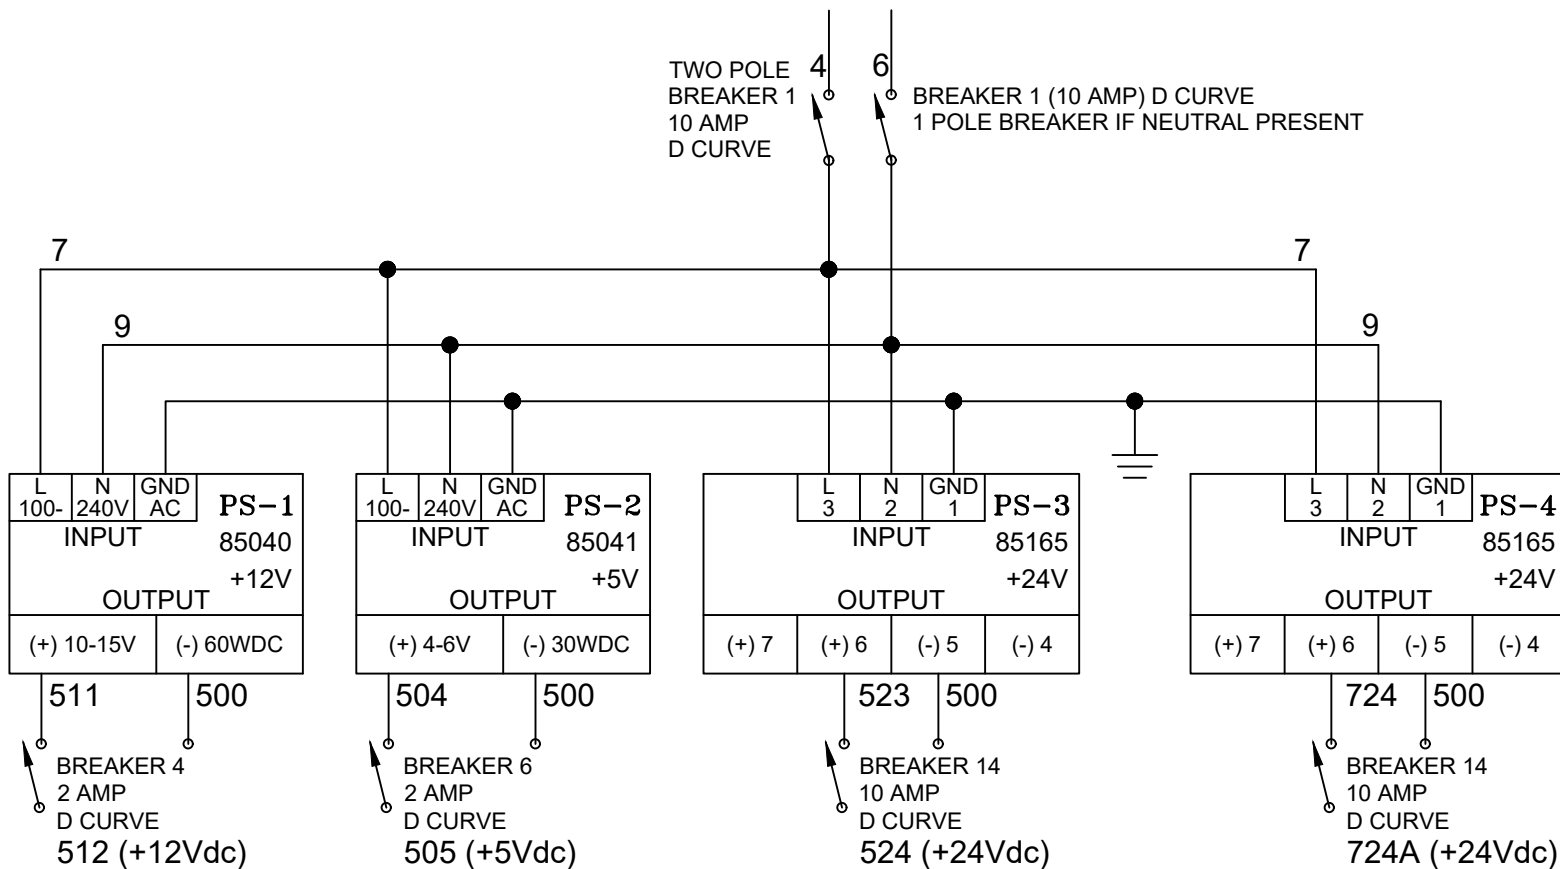 TWO POLE
BREAKER 1
10 AMP
D CURVE
4
6
BREAKER 1 (10 AMP) D CURVE
1 POLE BREAKER IF NEUTRAL PRESENT
7
7
9
9
L
100-
N
240V
GND
AC
PS-1
INPUT
85040
+12V
OUTPUT
(+) 10-15V
(-) 60WDC
511
500
BREAKER 4
2 AMP
D CURVE
512 (+12Vdc)
L
100-
N
240V
GND
AC
PS-2
INPUT
85041
+5V
OUTPUT
(+) 4-6V
(-) 30WDC
504
500
BREAKER 6
2 AMP
D CURVE
505 (+5Vdc)
L
3
N
2
GND
1
PS-3
INPUT
85165
+24V
OUTPUT
(+) 7
(+) 6
(-) 5
(-) 4
523
500
BREAKER 14
10 AMP
D CURVE
524 (+24Vdc)
L
3
N
2
GND
1
PS-4
INPUT
85165
+24V
OUTPUT
(+) 7
(+) 6
(-) 5
(-) 4
724
500
BREAKER 14
10 AMP
D CURVE
724A (+24Vdc)